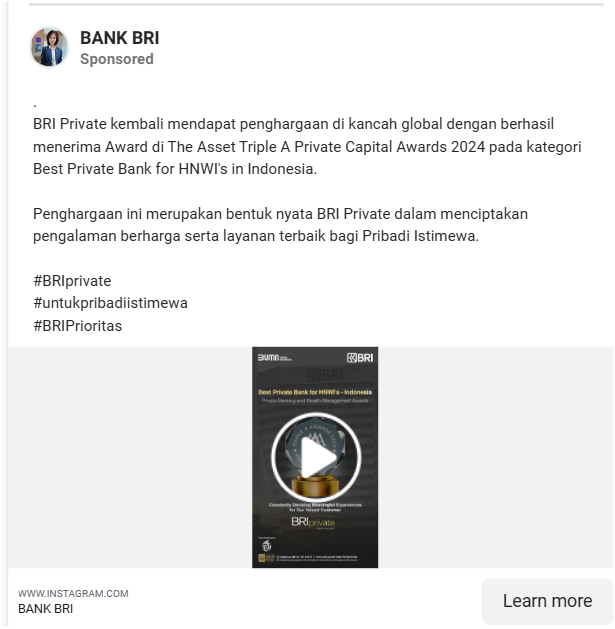 BANK BRI
Sponsored
.
BRI Private kembali mendapat penghargaan di kancah global dengan berhasil
menerima Award di The Asset Triple A Private Capital Awards 2024 pada kategori
Best Private Bank for HNWI's in Indonesia.
Penghargaan ini merupakan bentuk nyata BRI Private dalam menciptakan
pengalaman berharga serta layanan terbaik bagi Pribadi Istimewa.
#BRIprivate
#untukpribadiistimewa
#BRIPrioritas
BUMN
BRI
BRI
Best Private Bank for HNWI's - Indonesia
Private Banking and Wealth Management Awards
Constantly Devising Meaningful Experiences
for Our Valued Customer
BRI private
WWW.INSTAGRAM.COM
BANK BRI
Learn more